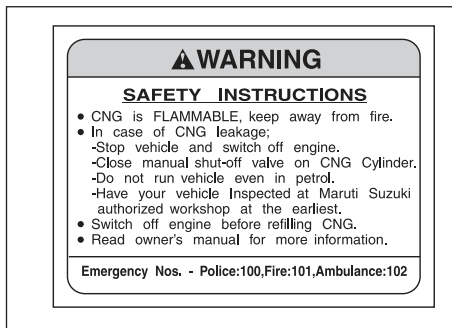 ⚠WARNING
SAFETY INSTRUCTIONS
• CNG is FLAMMABLE, keep away from fire.
• In case of CNG leakage;
-Stop vehicle and switch off engine.
-Close manual shut-off valve on CNG Cylinder.
-Do not run vehicle even in petrol.
-Have your vehicle Inspected at Maruti Suzuki
authorized workshop at the earliest.
• Switch off engine before refilling CNG.
• Read owner's manual for more information.
Emergency Nos. - Police:100,Fire:101,Ambulance:102